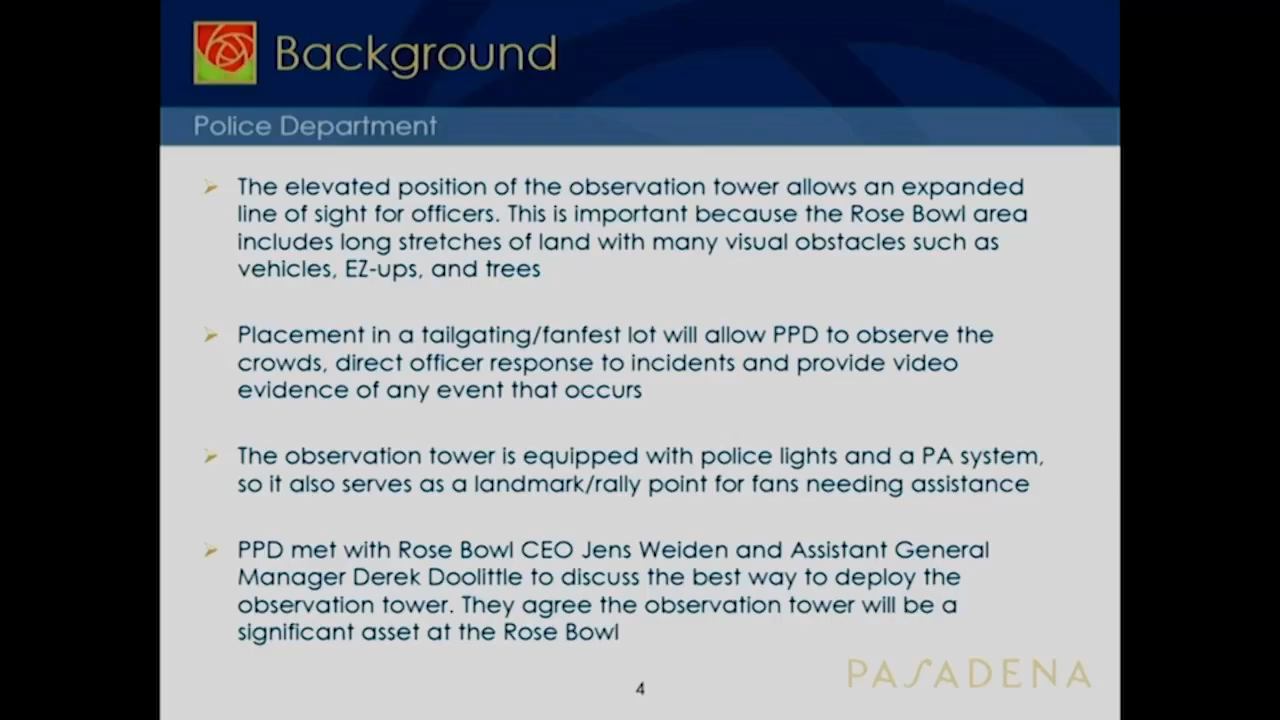 Background
Police Department
The elevated position of the observation tower allows an expanded
line of sight for officers. This is important because the Rose Bowl area
includes long stretches of land with many visual obstacles such as
vehicles, EZ-ups, and trees
Placement in a tailgating/fanfest lot will allow PPD to observe the
crowds, direct officer response to incidents and provide video
evidence of any event that occurs
The observation tower is equipped with police lights and a PA system,
so it also serves as a landmark/rally point for fans needing assistance
PPD met with Rose Bowl CEO Jens Weiden and Assistant General
Manager Derek Doolittle to discuss the best way to deploy the
observation tower. They agree the observation tower will be a
significant asset at the Rose Bowl
PASADENA
4